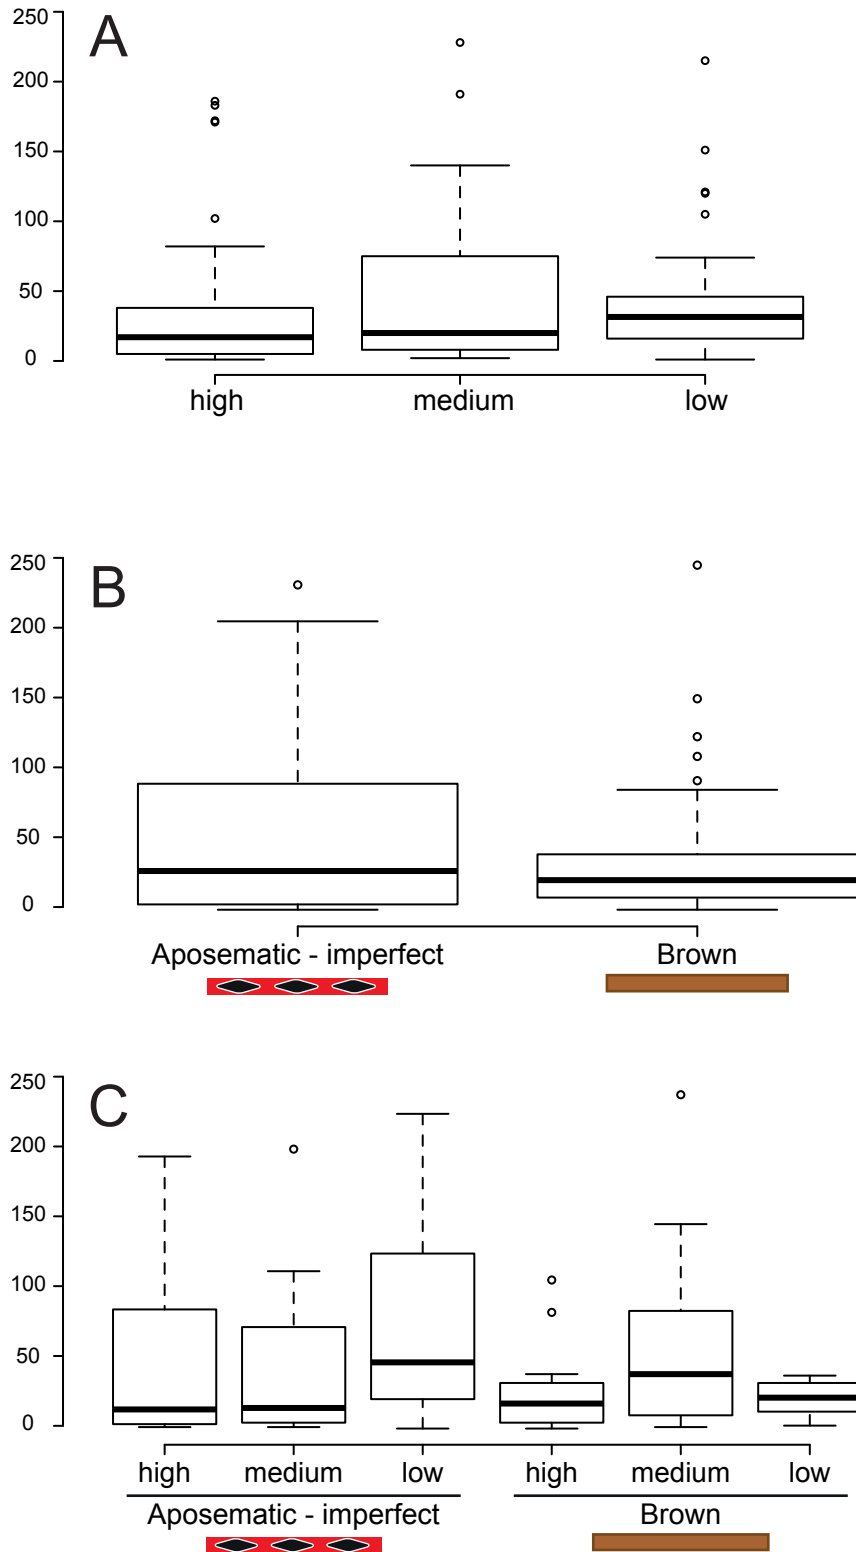 250
A
200
150
100
50
0
high medium low
250
B
200
150
100
50
0
Aposematic - imperfect Brown
250
C
200
150
100
50
0
high medium low high medium low
Aposematic - imperfect Brown